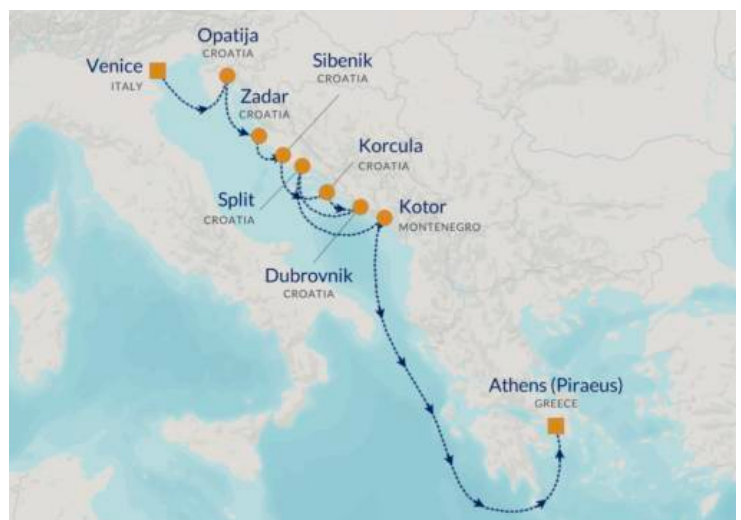 Opatija
CROATIA
Venice
ITALY
Sibenik
CROATIA
Zadar
CROATIA
Korcula
CROATIA
Split
CROATIA
Kotor
MONTENEGRO
Dubrovnik
CROATIA
Athens (Piraeus)
GREECE